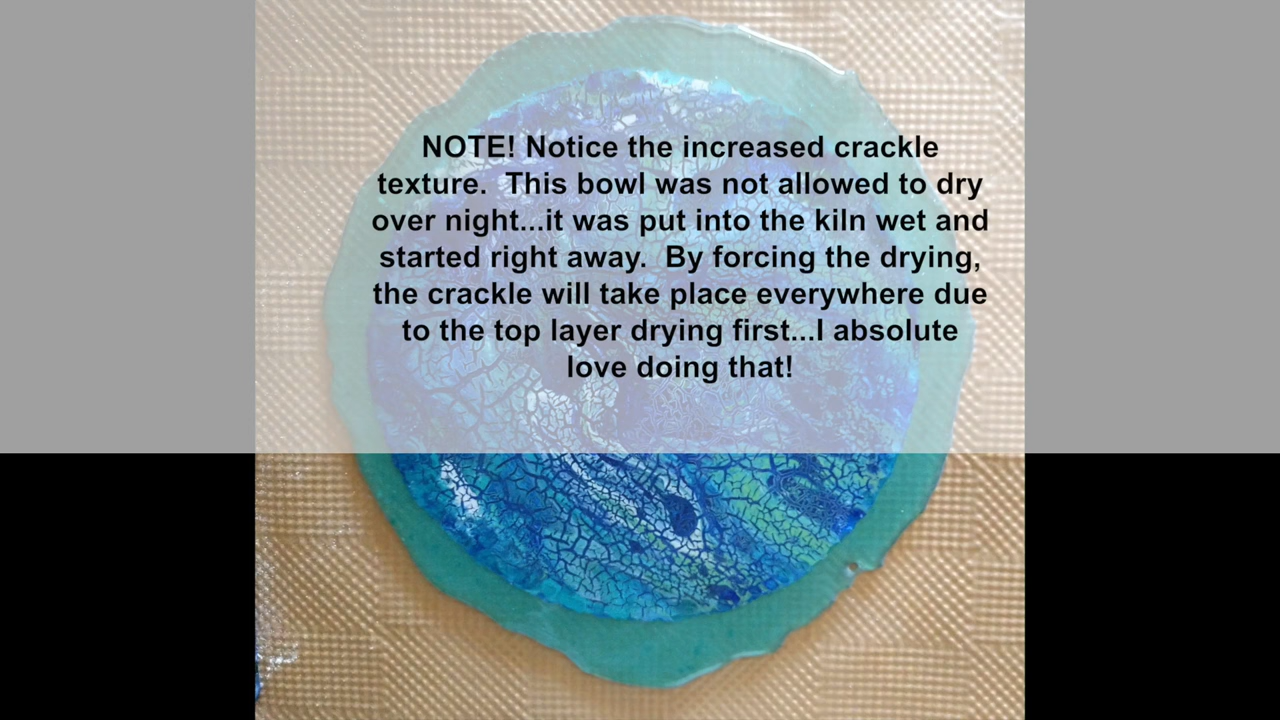 NOTE! Notice the increased crackle
texture.  This bowl was not allowed to dry
over night...it was put into the kiln wet and
started right away.  By forcing the drying,
the crackle will take place everywhere due
to the top layer drying first...I absolute
love doing that!